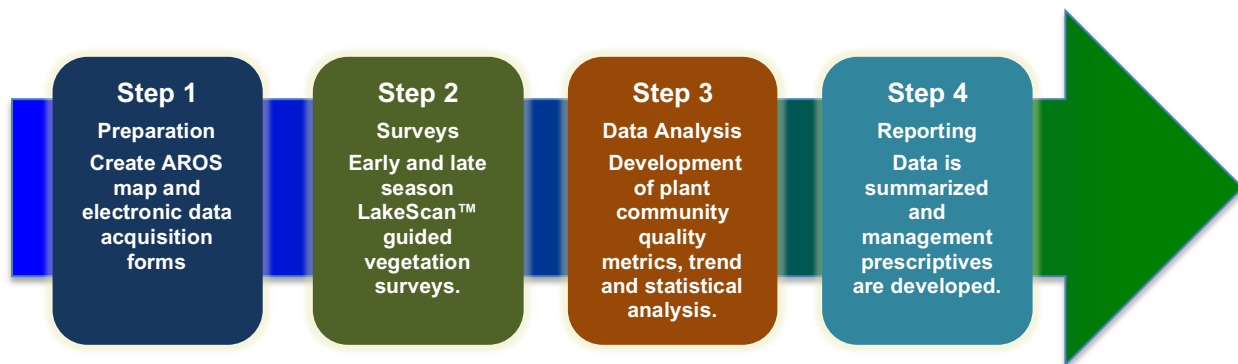 Step 1
Preparation
Create AROS
map and
electronic data
acquisition
forms
Step 2
Surveys
Early and late
season
LakeScan™
guided
vegetation
surveys.
Step 3
Data Analysis
Development
of plant
community
quality
metrics, trend
and statistical
analysis.
Step 4
Reporting
Data is
summarized
and
management
prescriptives
are developed.